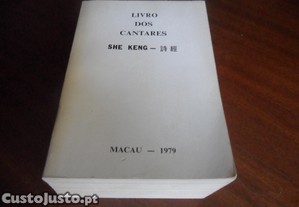 LIVRO
DOS
CANTARES
SHE KENG — 詩經
MACAU — 1979
CustoJusto.pt